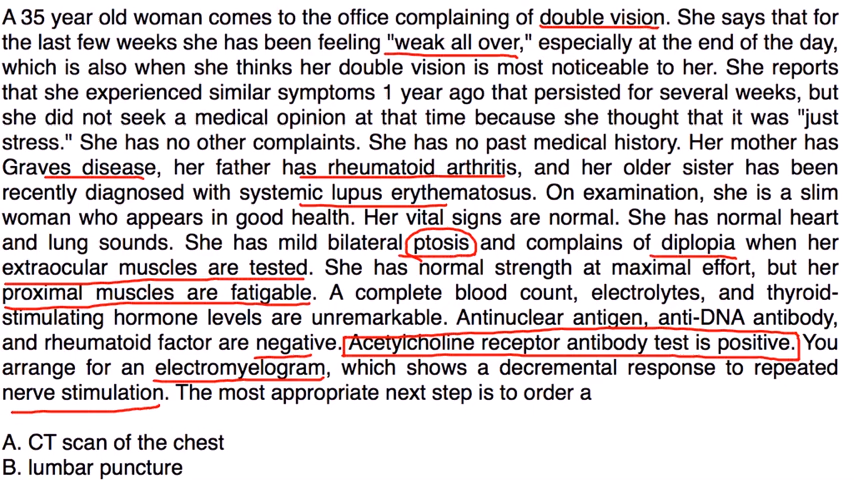 A 35 year old woman comes to the office complaining of double vision. She says that for
the last few weeks she has been feeling "weak all over," especially at the end of the day,
which is also when she thinks her double vision is most noticeable to her. She reports
that she experienced similar symptoms 1 year ago that persisted for several weeks, but
she did not seek a medical opinion at that time because she thought that it was "just
stress." She has no other complaints. She has no past medical history. Her mother has
Graves disease, her father has rheumatoid arthritis, and her older sister has been
recently diagnosed with systemic lupus erythematosus. On examination, she is a slim
woman who appears in good health. Her vital signs are normal. She has normal heart
and lung sounds. She has mild bilateral ptosis and complains of diplopia when her
extraocular muscles are tested. She has normal strength at maximal effort, but her
proximal muscles are fatigable. A complete blood count, electrolytes, and thyroid-
stimulating hormone levels are unremarkable. Antinuclear antigen, anti-DNA antibody,
and rheumatoid factor are negative. Acetylcholine receptor antibody test is positive. You
arrange for an electromyelogram, which shows a decremental response to repeated
nerve stimulation. The most appropriate next step is to order a
A. CT scan of the chest
B. lumbar puncture